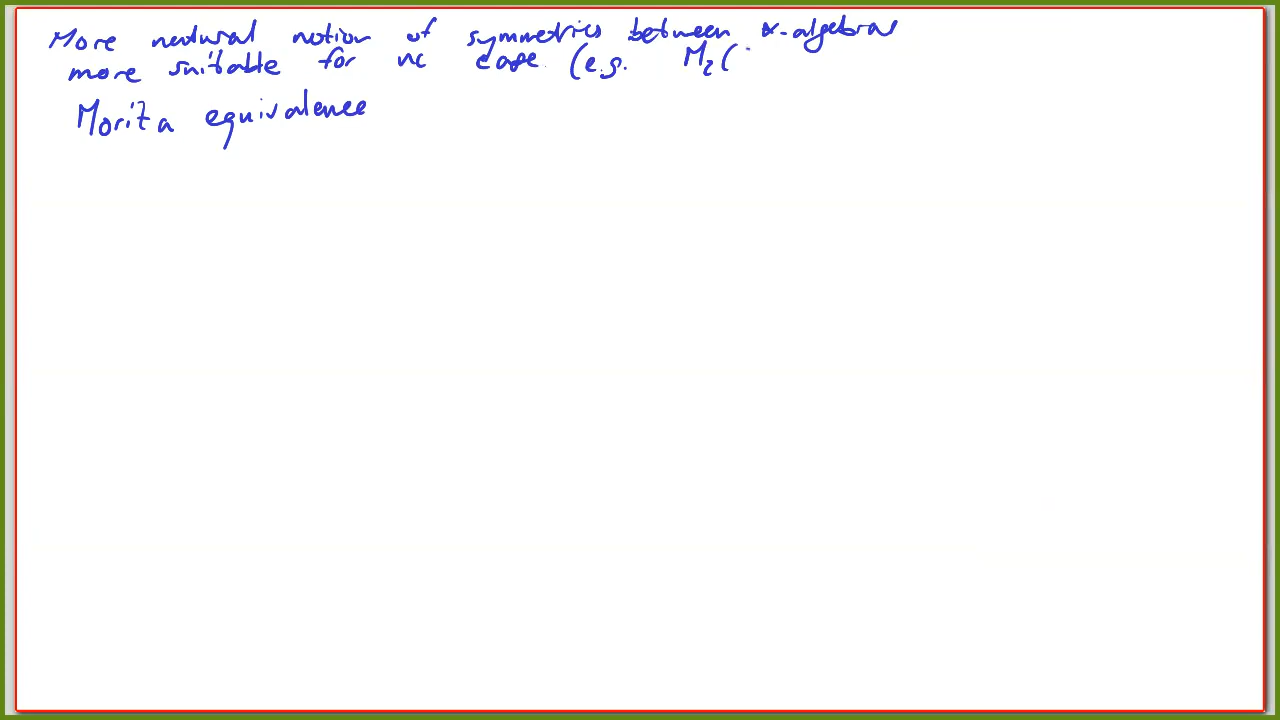 More natural notion of symmetries between *-algebras
more suitable for nc case (e.g. M₂(
Morita equivalence